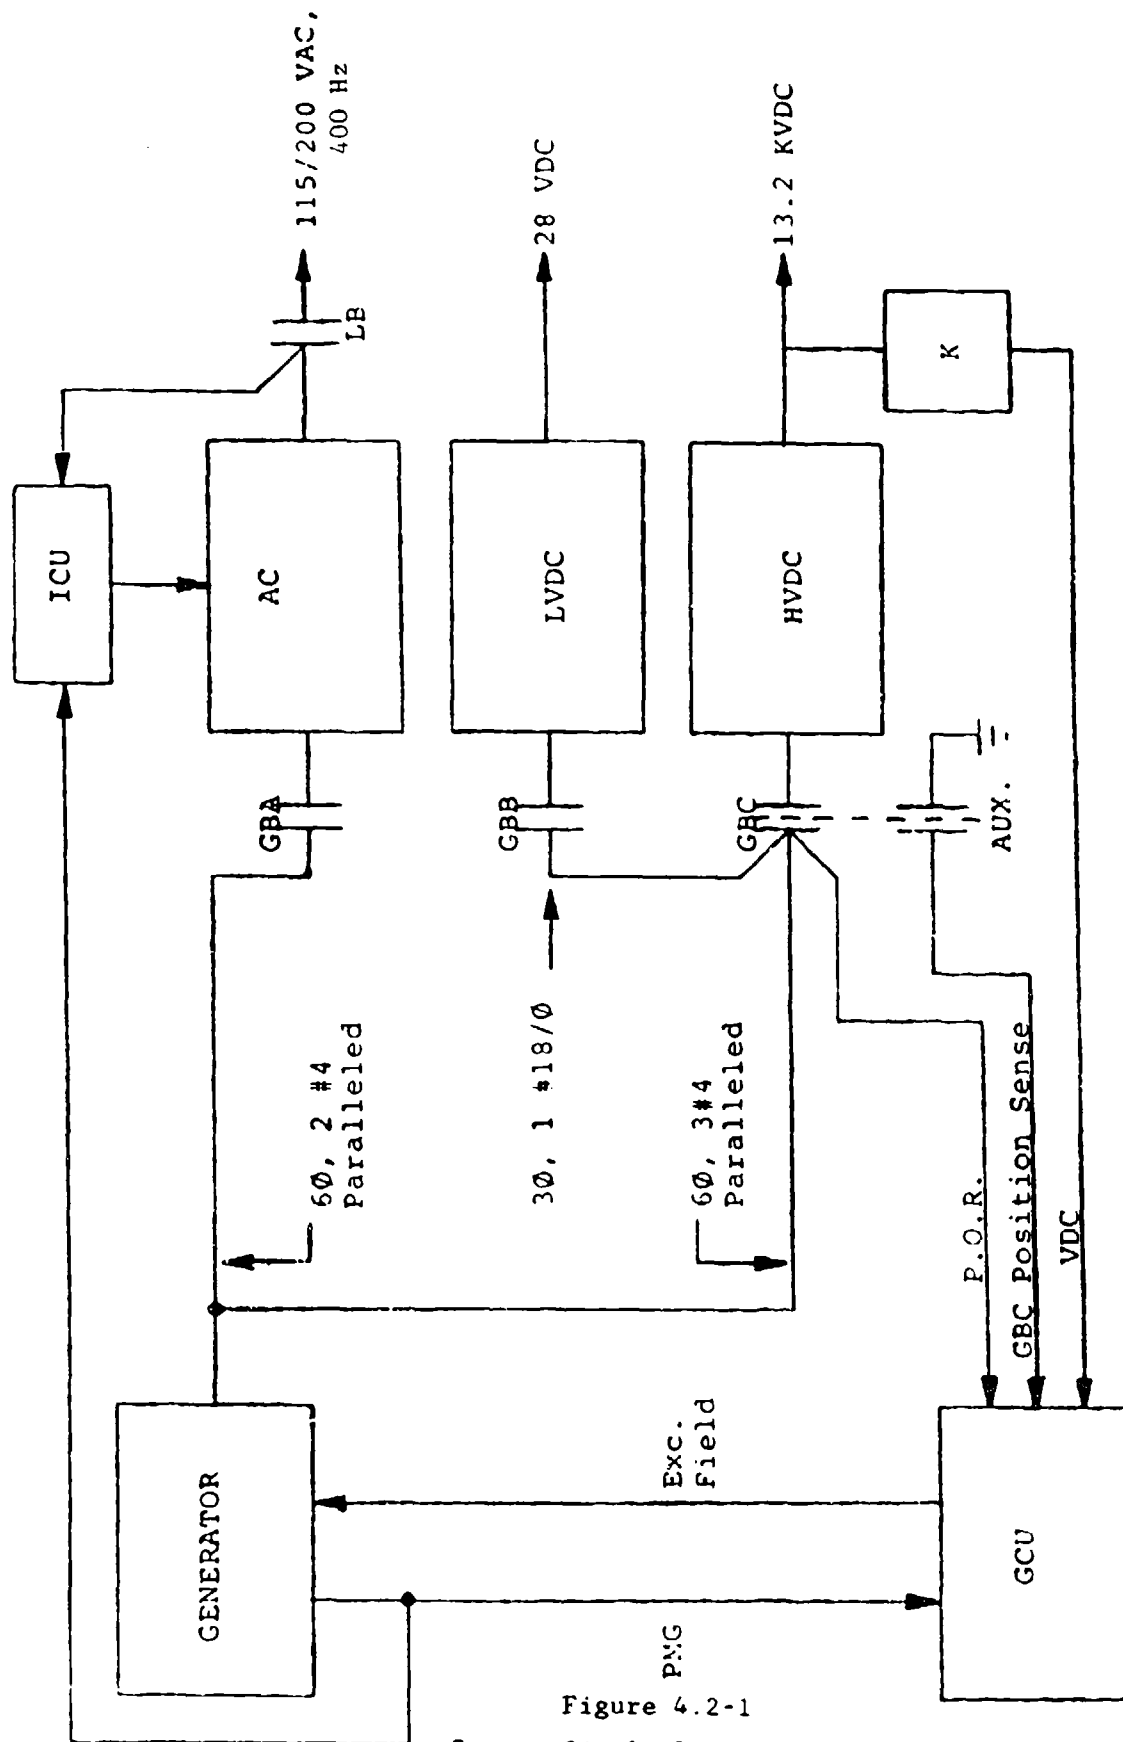 ICU
115/200 VAC,
400 Hz
LB
AC
GBA
LVDC
28 VDC
GBB
HVDC
13.2 KVDC
GBC
K
AUX.
6Ø, 2 #4
Paralleled
3Ø, 1 #18/Ø
6Ø, 3#4
Paralleled
P.O.R.
GBC Position Sense
VDC
GENERATOR
Exc.
Field
PMG
GCU
Figure 4.2-1